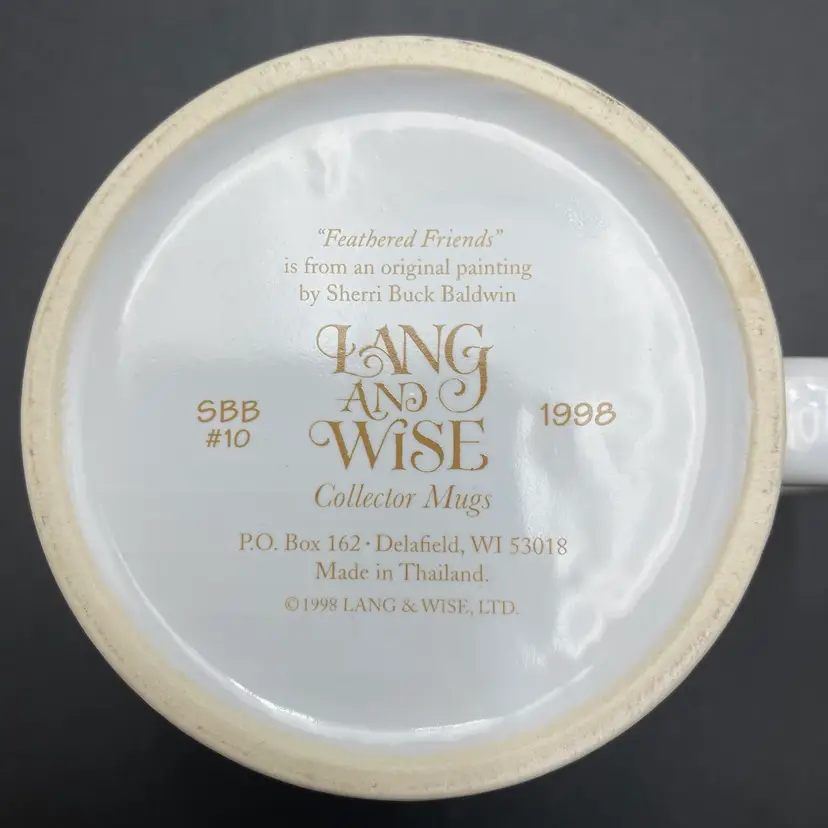 “Feathered Friends”
is from an original painting
by Sherri Buck Baldwin
LANG
AND
WiSE
SBB
#10
1998
Collector Mugs
P.O. Box 162 · Delafield, WI 53018
Made in Thailand.
©1998 LANG & WISE, LTD.